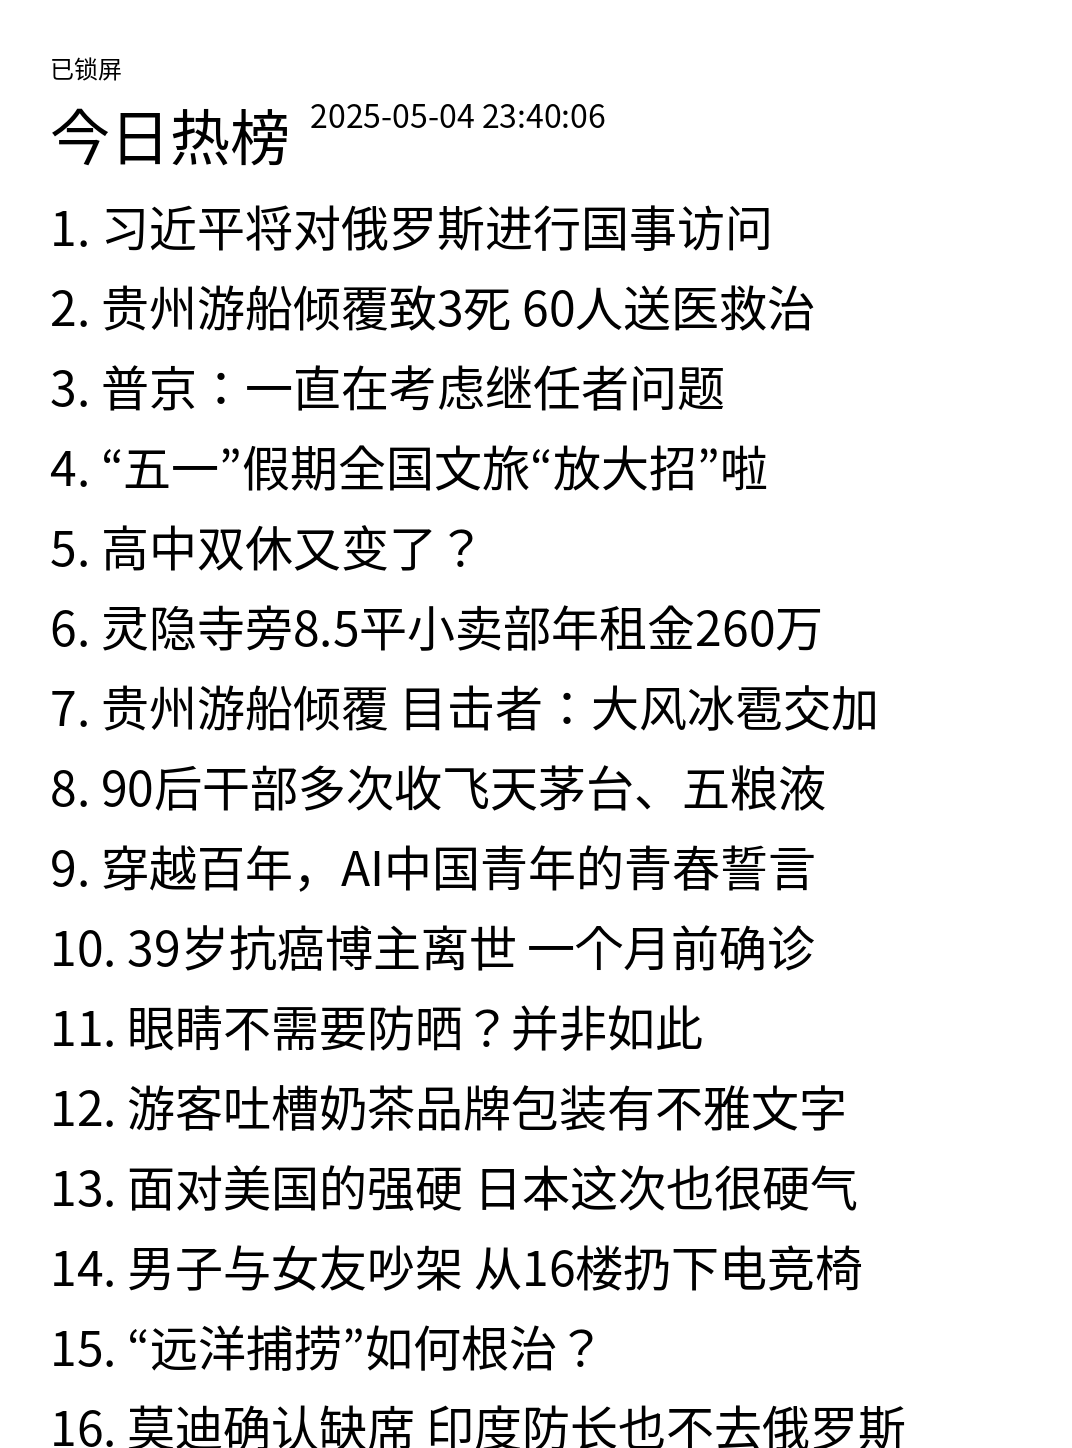 已锁屏
今日热榜 2025-05-04 23:40:06
1. 习近平将对俄罗斯进行国事访问
2. 贵州游船倾覆致3死 60人送医救治
3. 普京：一直在考虑继任者问题
4. “五一”假期全国文旅“放大招”啦
5. 高中双休又变了？
6. 灵隐寺旁8.5平小卖部年租金260万
7. 贵州游船倾覆 目击者：大风冰雹交加
8. 90后干部多次收飞天茅台、五粮液
9. 穿越百年，AI中国青年的青春誓言
10. 39岁抗癌博主离世 一个月前确诊
11. 眼睛不需要防晒？并非如此
12. 游客吐槽奶茶品牌包装有不雅文字
13. 面对美国的强硬 日本这次也很硬气
14. 男子与女友吵架 从16楼扔下电竞椅
15. “远洋捕捞”如何根治？
16. 莫迪确认缺席 印度防长也不去俄罗斯